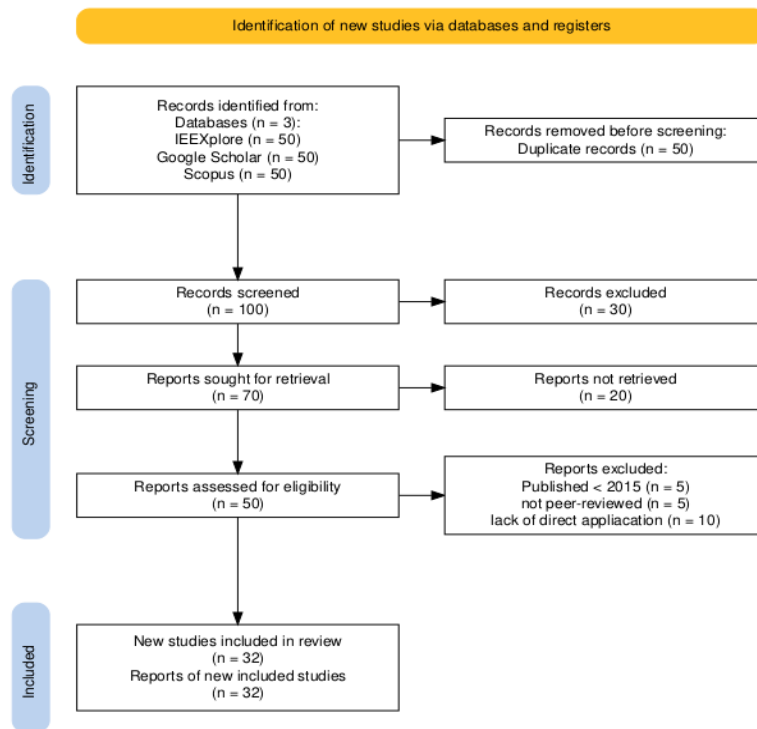 Identification of new studies via databases and registers
Identification
Records identified from:
Databases (n = 3):
IEEXplore (n = 50)
Google Scholar (n = 50)
Scopus (n = 50)
Records removed before screening:
Duplicate records (n = 50)
Screening
Records screened
(n = 100)
Records excluded
(n = 30)
Reports sought for retrieval
(n = 70)
Reports not retrieved
(n = 20)
Reports assessed for eligibility
(n = 50)
Reports excluded:
Published < 2015 (n = 5)
not peer-reviewed (n = 5)
lack of direct appliacation (n = 10)
Included
New studies included in review
(n = 32)
Reports of new included studies
(n = 32)